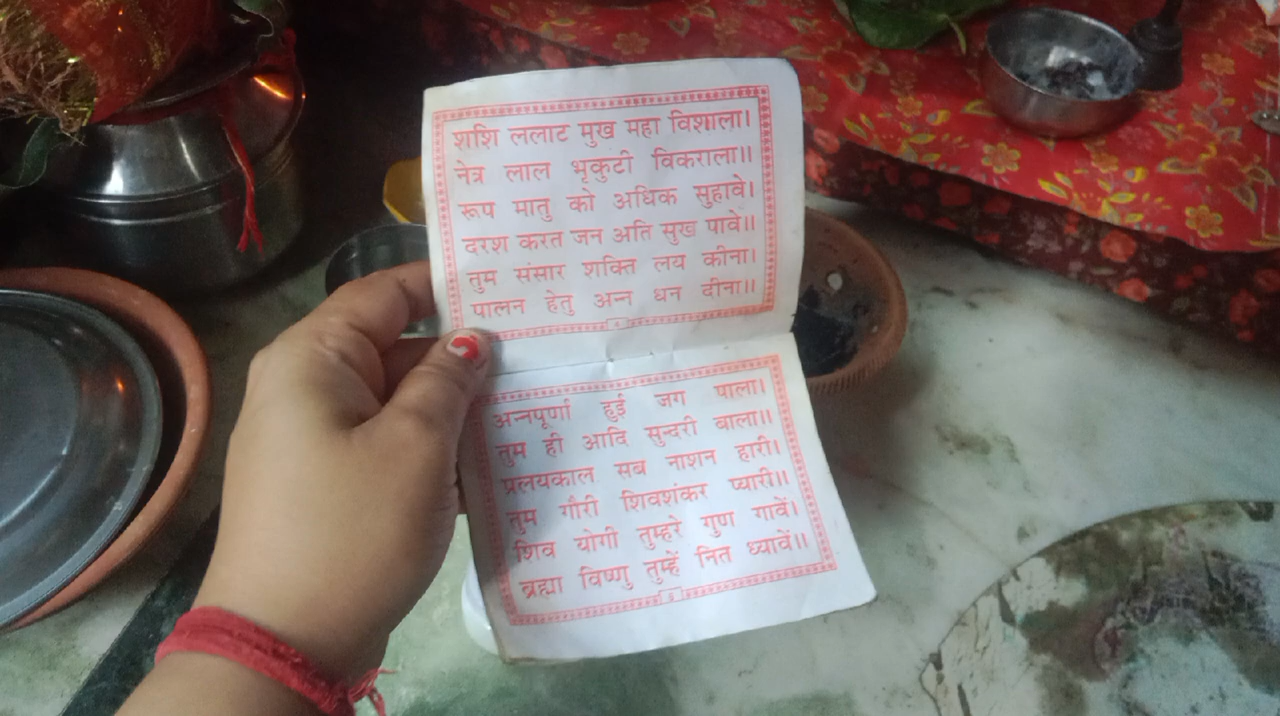 शशि ललाट मुख महा विशाला।
नेत्र लाल भृकुटी विकराला॥
रूप मातु को अधिक सुहावे।
दरश करत जन अति सुख पावे॥
तुम संसार शक्ति लय कीना।
पालन हेतु अन्न धन दीना॥
अन्नपूर्णा हुई जग पाला।
तुम ही आदि सुन्दरी बाला॥
प्रलयकाल सब नाशन हारी।
तुम गौरी शिवशंकर प्यारी॥
शिव योगी तुम्हरे गुण गावें।
ब्रह्मा विष्णु तुम्हें नित ध्यावें॥